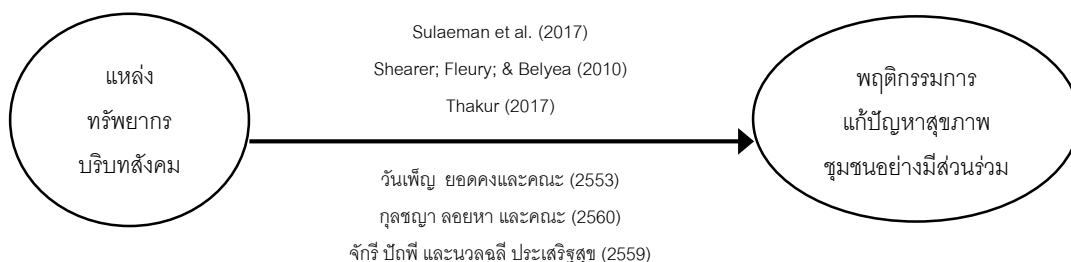 แหล่ง
ทรัพยากร
บริบทสังคม
Sulaeman et al. (2017)
Shearer; Fleury; & Belyea (2010)
Thakur (2017)
วันเพ็ญ ยอดคงและคณะ (2553)
กุลชญา ลอยหา และคณะ (2560)
จักรี ปัถพี และนวลฉลี ประเสริฐสุข (2559)
พฤติกรรมการ
แก้ปัญหาสุขภาพ
ชุมชนอย่างมีส่วนร่วม